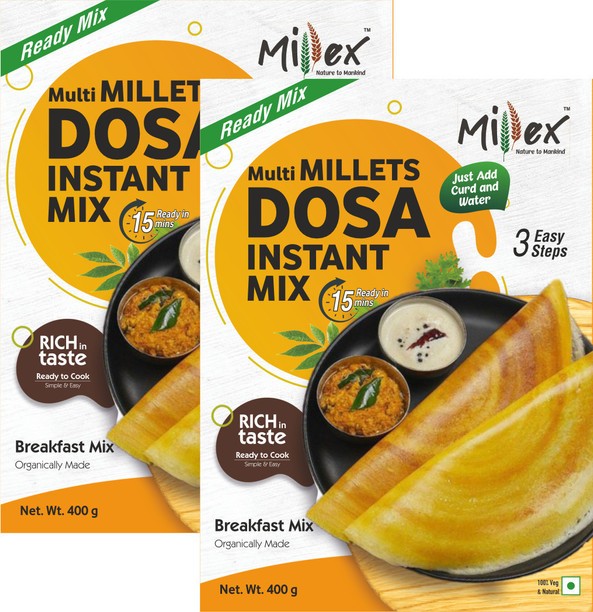 Ready Mix
Millex
TM
Nature to Mankind
Multi MILLET
DOSA
INSTANT
MIX
15 Ready in
mins
RICH in
taste
Ready to Cook
Simple & Easy
Breakfast Mix
Organically Made
Net. Wt. 400 g
Ready Mix
Millex
TM
Nature to Mankind
Multi MILLETS
DOSA
INSTANT
MIX
Just Add
Curd and
Water
3 Easy
Steps
15 Ready in
mins
RICH in
taste
Ready to Cook
Simple & Easy
Breakfast Mix
Organically Made
Net. Wt. 400 g
100% Veg
& Natural